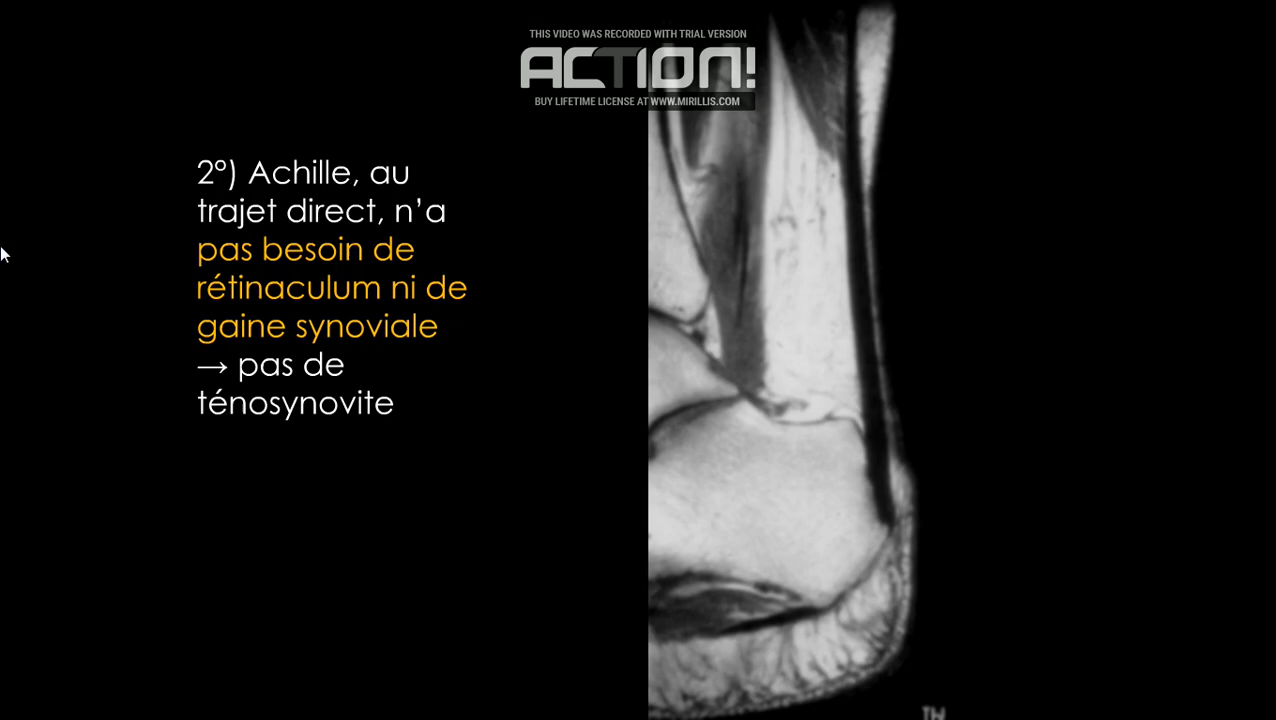 THIS VIDEO WAS RECORDED WITH TRIAL VERSION
ACTION!
BUY LIFETIME LICENSE AT WWW.MIRILLIS.COM
2°) Achille, au
trajet direct, n’a
pas besoin de
rétinaculum ni de
gaine synoviale
→ pas de
ténosynovite